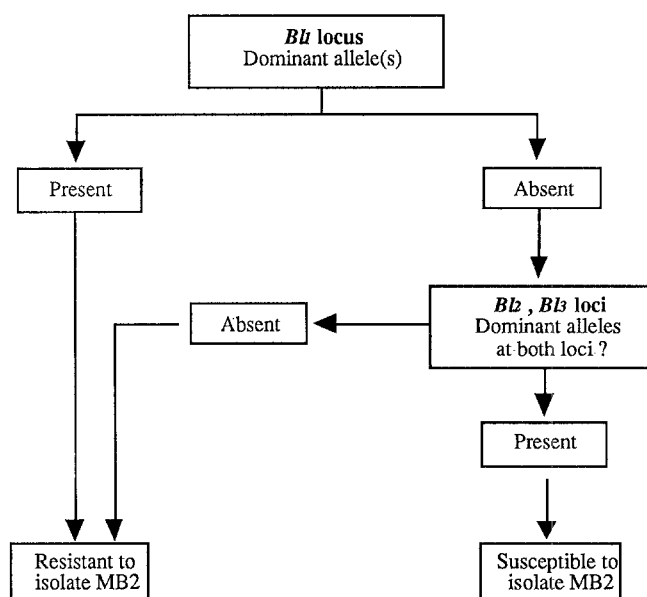 Bl1 locus
Dominant allele(s)
Present
Absent
Absent
Bl2 , Bl3 loci
Dominant alleles
at both loci ?
Present
Resistant to
isolate MB2
Susceptible to
isolate MB2